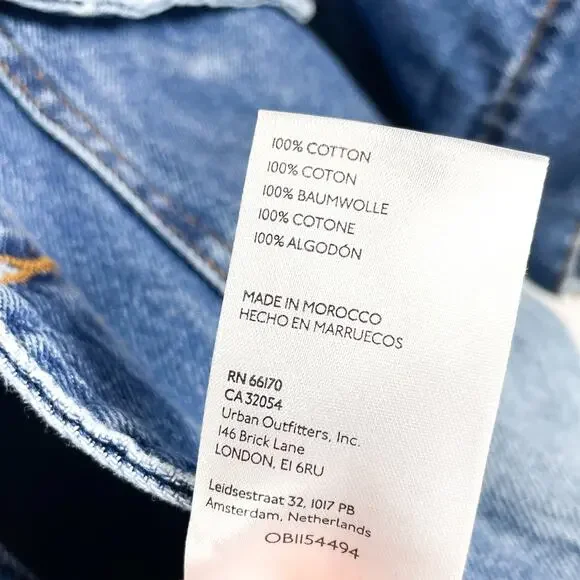 100% COTTON
100% COTON
100% BAUMWOLLE
100% COTONE
100% ALGODÓN
MADE IN MOROCCO
HECHO EN MARRUECOS
RN 66170
CA 32054
Urban Outfitters, Inc.
146 Brick Lane
LONDON, E1 6RU
Leidsestraat 32, 1017 PB
Amsterdam, Netherlands
OB1154494